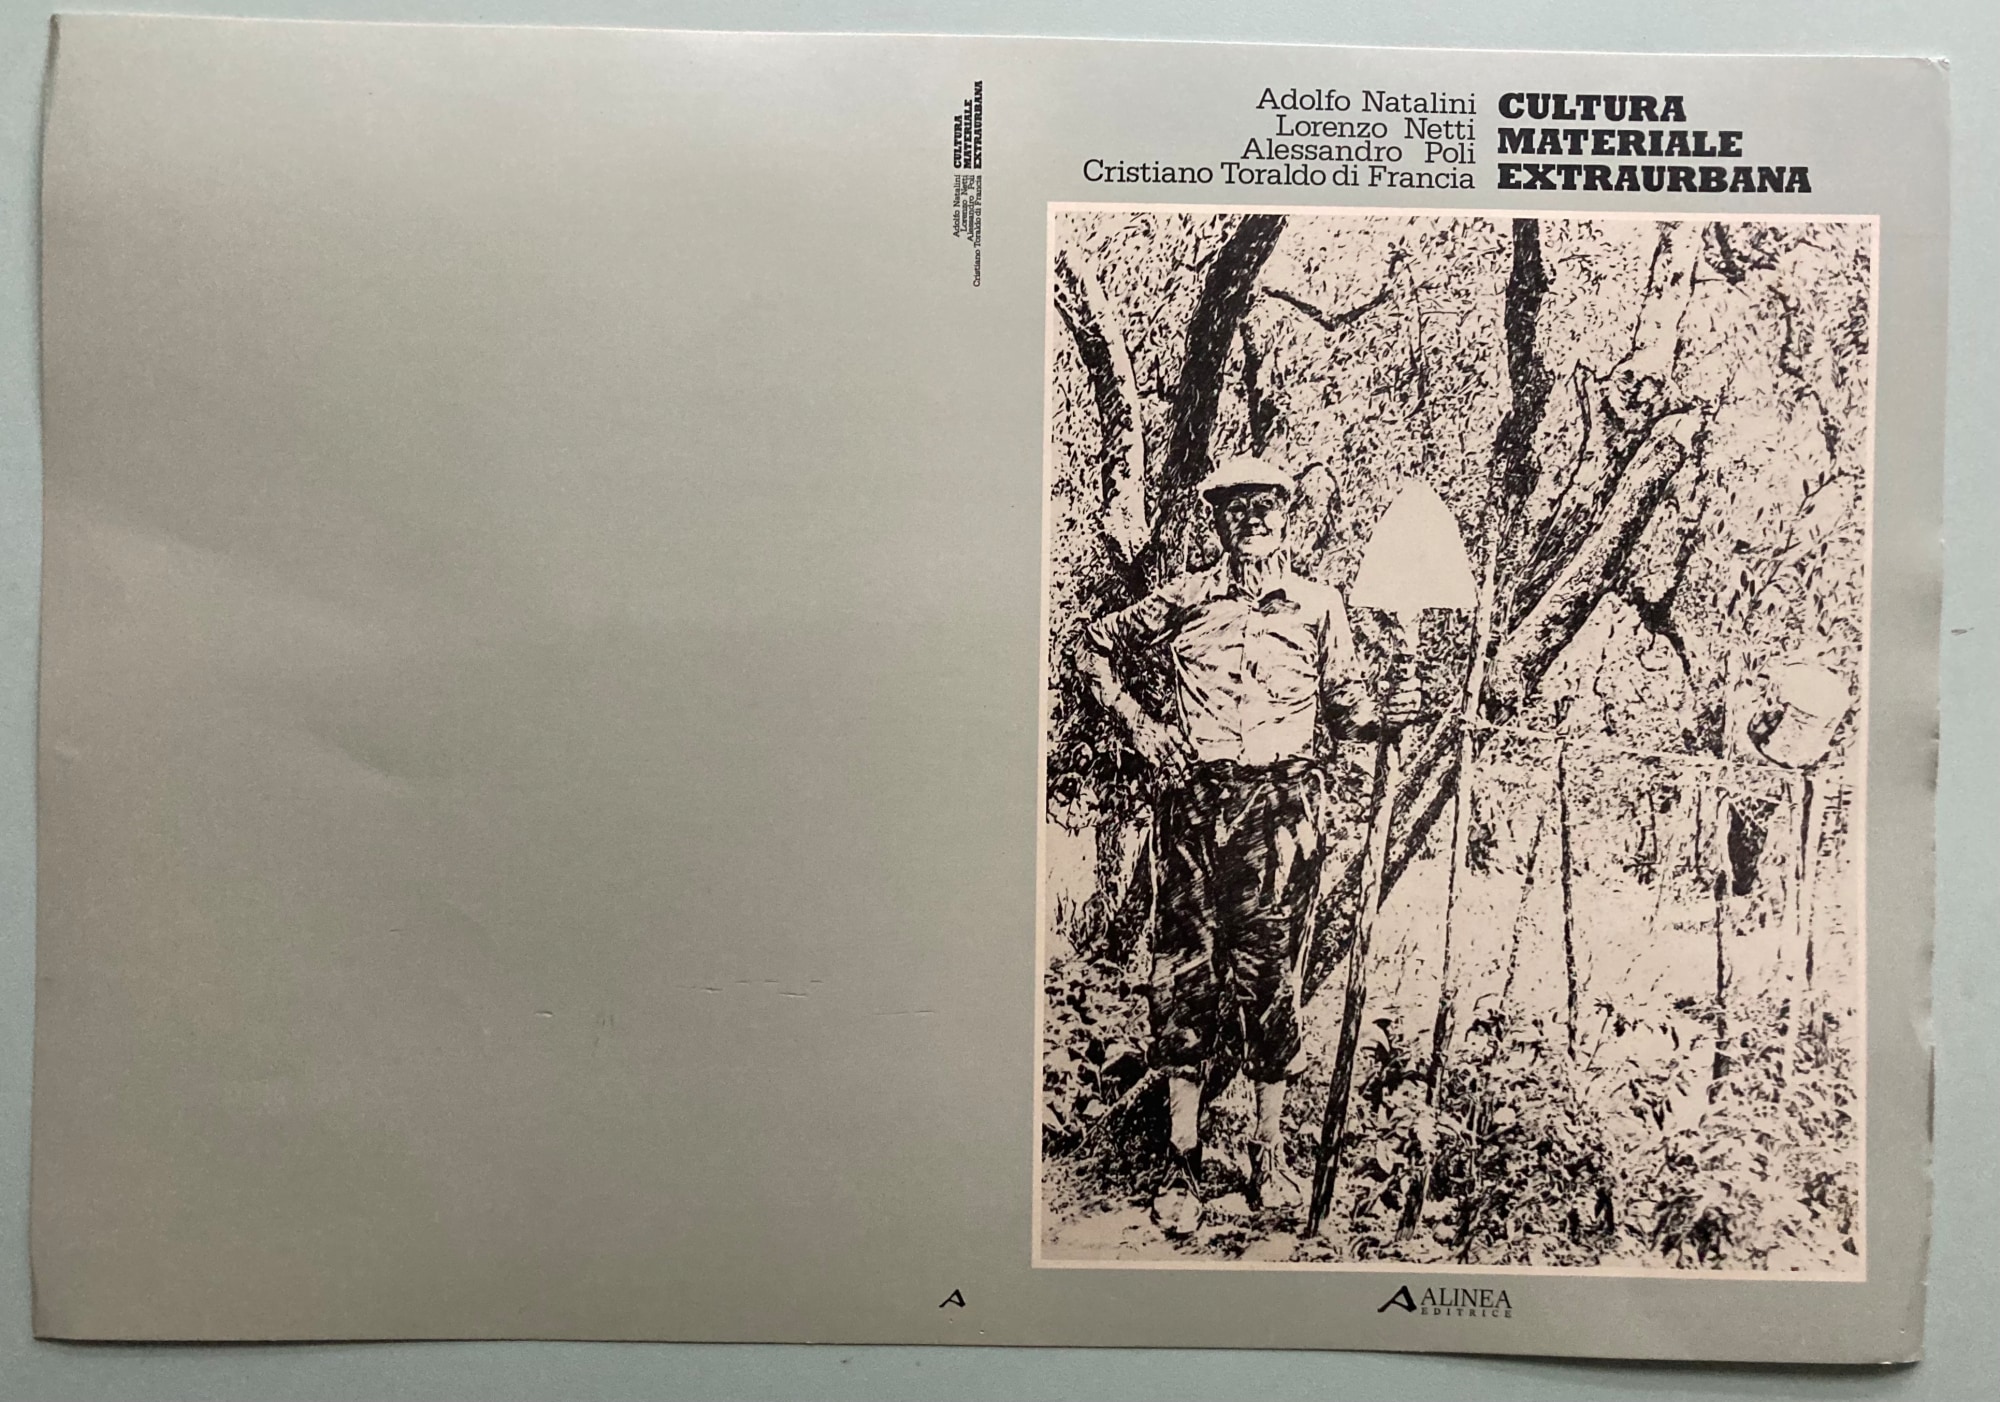 Adolfo Natalini
Lorenzo Netti
Alessandro Poli
Cristiano Toraldo di Francia
CULTURA
MATERIALE
EXTRAURBANA
CULTURA
MATERIALE
EXTRAURBANA
Adolfo Natalini
Lorenzo Netti
Alessandro Poli
Cristiano Toraldo di Francia
A
A ALINEA
EDITRICE